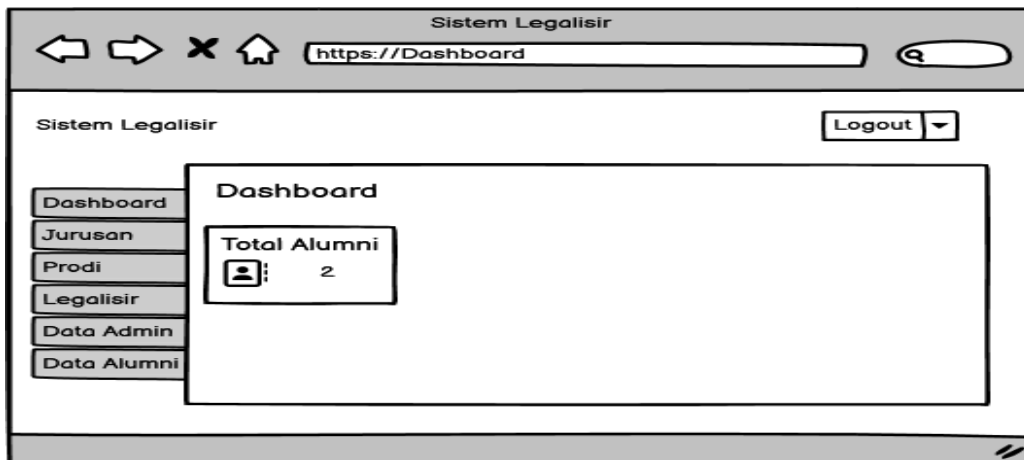 Sistem Legalisir
https://Dashboard
Sistem Legalisir
Logout
Dashboard
Jurusan
Prodi
Legalisir
Data Admin
Data Alumni
Dashboard
Total Alumni
2